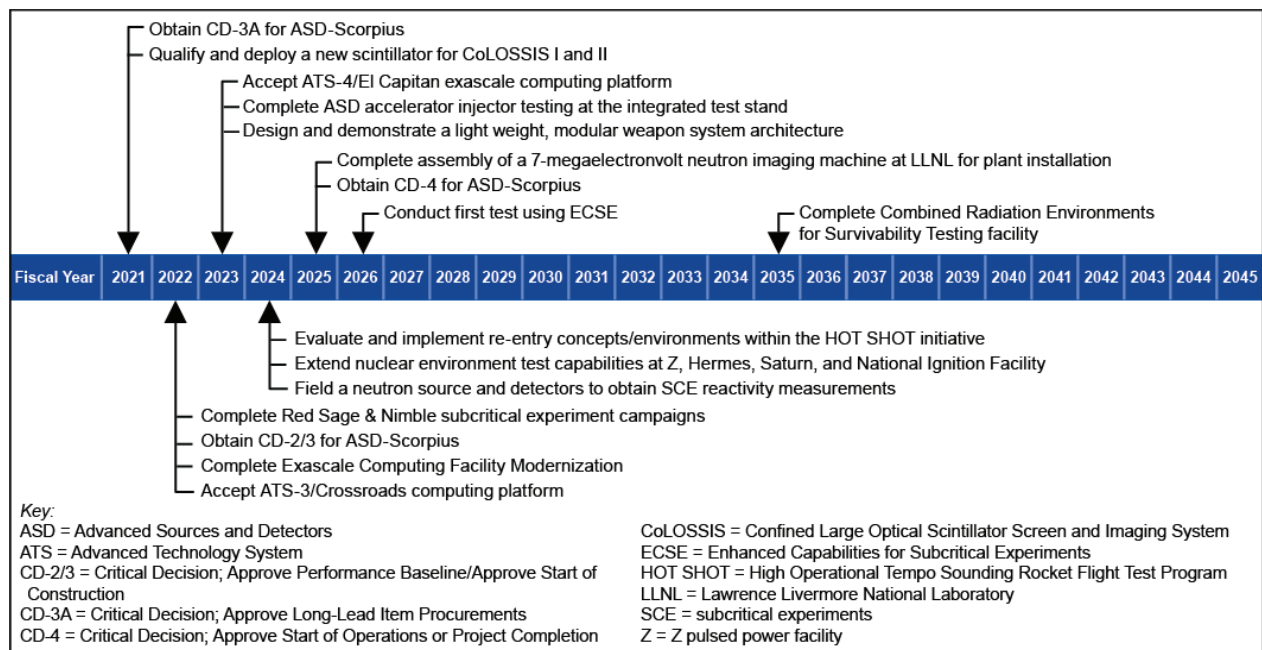 Obtain CD-3A for ASD-Scorpius
Qualify and deploy a new scintillator for CoLOSSIS I and II
Accept ATS-4/El Capitan exascale computing platform
Complete ASD accelerator injector testing at the integrated test stand
Design and demonstrate a light weight, modular weapon system architecture
Complete assembly of a 7-megaelectronvolt neutron imaging machine at LLNL for plant installation
Obtain CD-4 for ASD-Scorpius
Conduct first test using ECSE
Complete Combined Radiation Environments
for Survivability Testing facility
Fiscal Year 2021 2022 2023 2024 2025 2026 2027 2028 2029 2030 2031 2032 2033 2034 2035 2036 2037 2038 2039 2040 2041 2042 2043 2044 2045
Evaluate and implement re-entry concepts/environments within the HOT SHOT initiative
Extend nuclear environment test capabilities at Z, Hermes, Saturn, and National Ignition Facility
Field a neutron source and detectors to obtain SCE reactivity measurements
Complete Red Sage & Nimble subcritical experiment campaigns
Obtain CD-2/3 for ASD-Scorpius
Complete Exascale Computing Facility Modernization
Accept ATS-3/Crossroads computing platform
Key:
ASD = Advanced Sources and Detectors
ATS = Advanced Technology System
CD-2/3 = Critical Decision; Approve Performance Baseline/Approve Start of
Construction
CD-3A = Critical Decision; Approve Long-Lead Item Procurements
CD-4 = Critical Decision; Approve Start of Operations or Project Completion
CoLOSSIS = Confined Large Optical Scintillator Screen and Imaging System
ECSE = Enhanced Capabilities for Subcritical Experiments
HOT SHOT = High Operational Tempo Sounding Rocket Flight Test Program
LLNL = Lawrence Livermore National Laboratory
SCE = subcritical experiments
Z = Z pulsed power facility